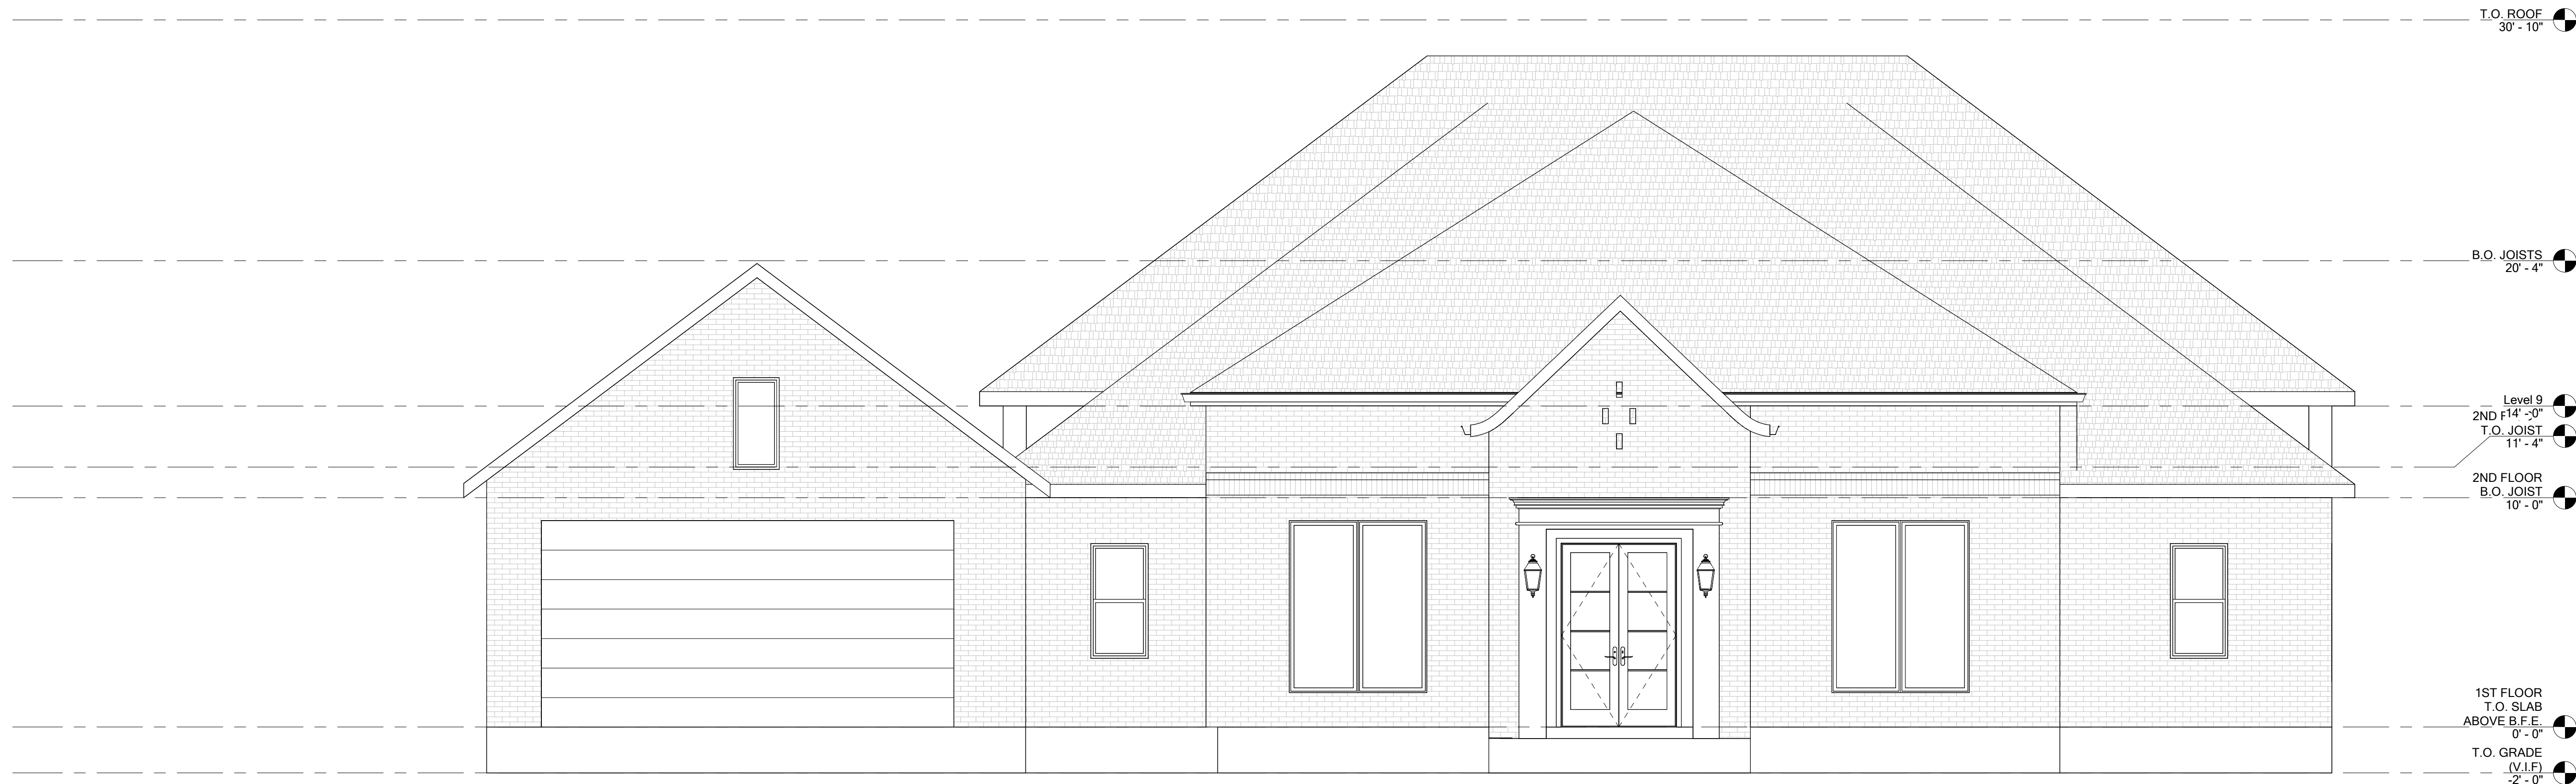 T.O. ROOF
30' - 10"
B.O. JOISTS
20' - 4"
Level 9
14' - 0"
2ND F
T.O. JOIST
11' - 4"
2ND FLOOR
B.O. JOIST
10' - 0"
1ST FLOOR
T.O. SLAB
ABOVE B.F.E.
0' - 0"
T.O. GRADE
(V.I.F)
-2' - 0"